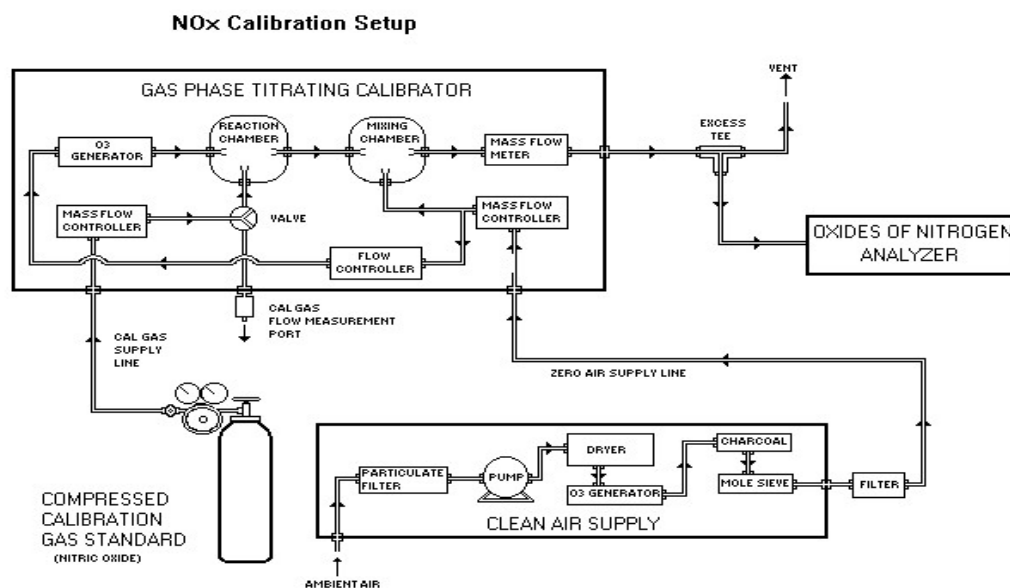 NOx Calibration Setup
GAS PHASE TITRATING CALIBRATOR
VENT
EXCESS
TEE
REACTION
CHAMBER
MIXING
CHAMBER
O3
GENERATOR
MASS FLOW
METER
MASS FLOW
CONTROLLER
VALVE
MASS FLOW
CONTROLLER
FLOW
CONTROLLER
OXIDES OF NITROGEN
ANALYZER
CAL GAS
FLOW MEASUREMENT
PORT
CAL GAS
SUPPLY
LINE
ZERO AIR SUPPLY LINE
COMPRESSED
CALIBRATION
GAS STANDARD
(NITRIC OXIDE)
PARTICULATE
FILTER
PUMP
DRYER
O3 GENERATOR
CHARCOAL
MOLE SIEVE
FILTER
CLEAN AIR SUPPLY
AMBIENT AIR